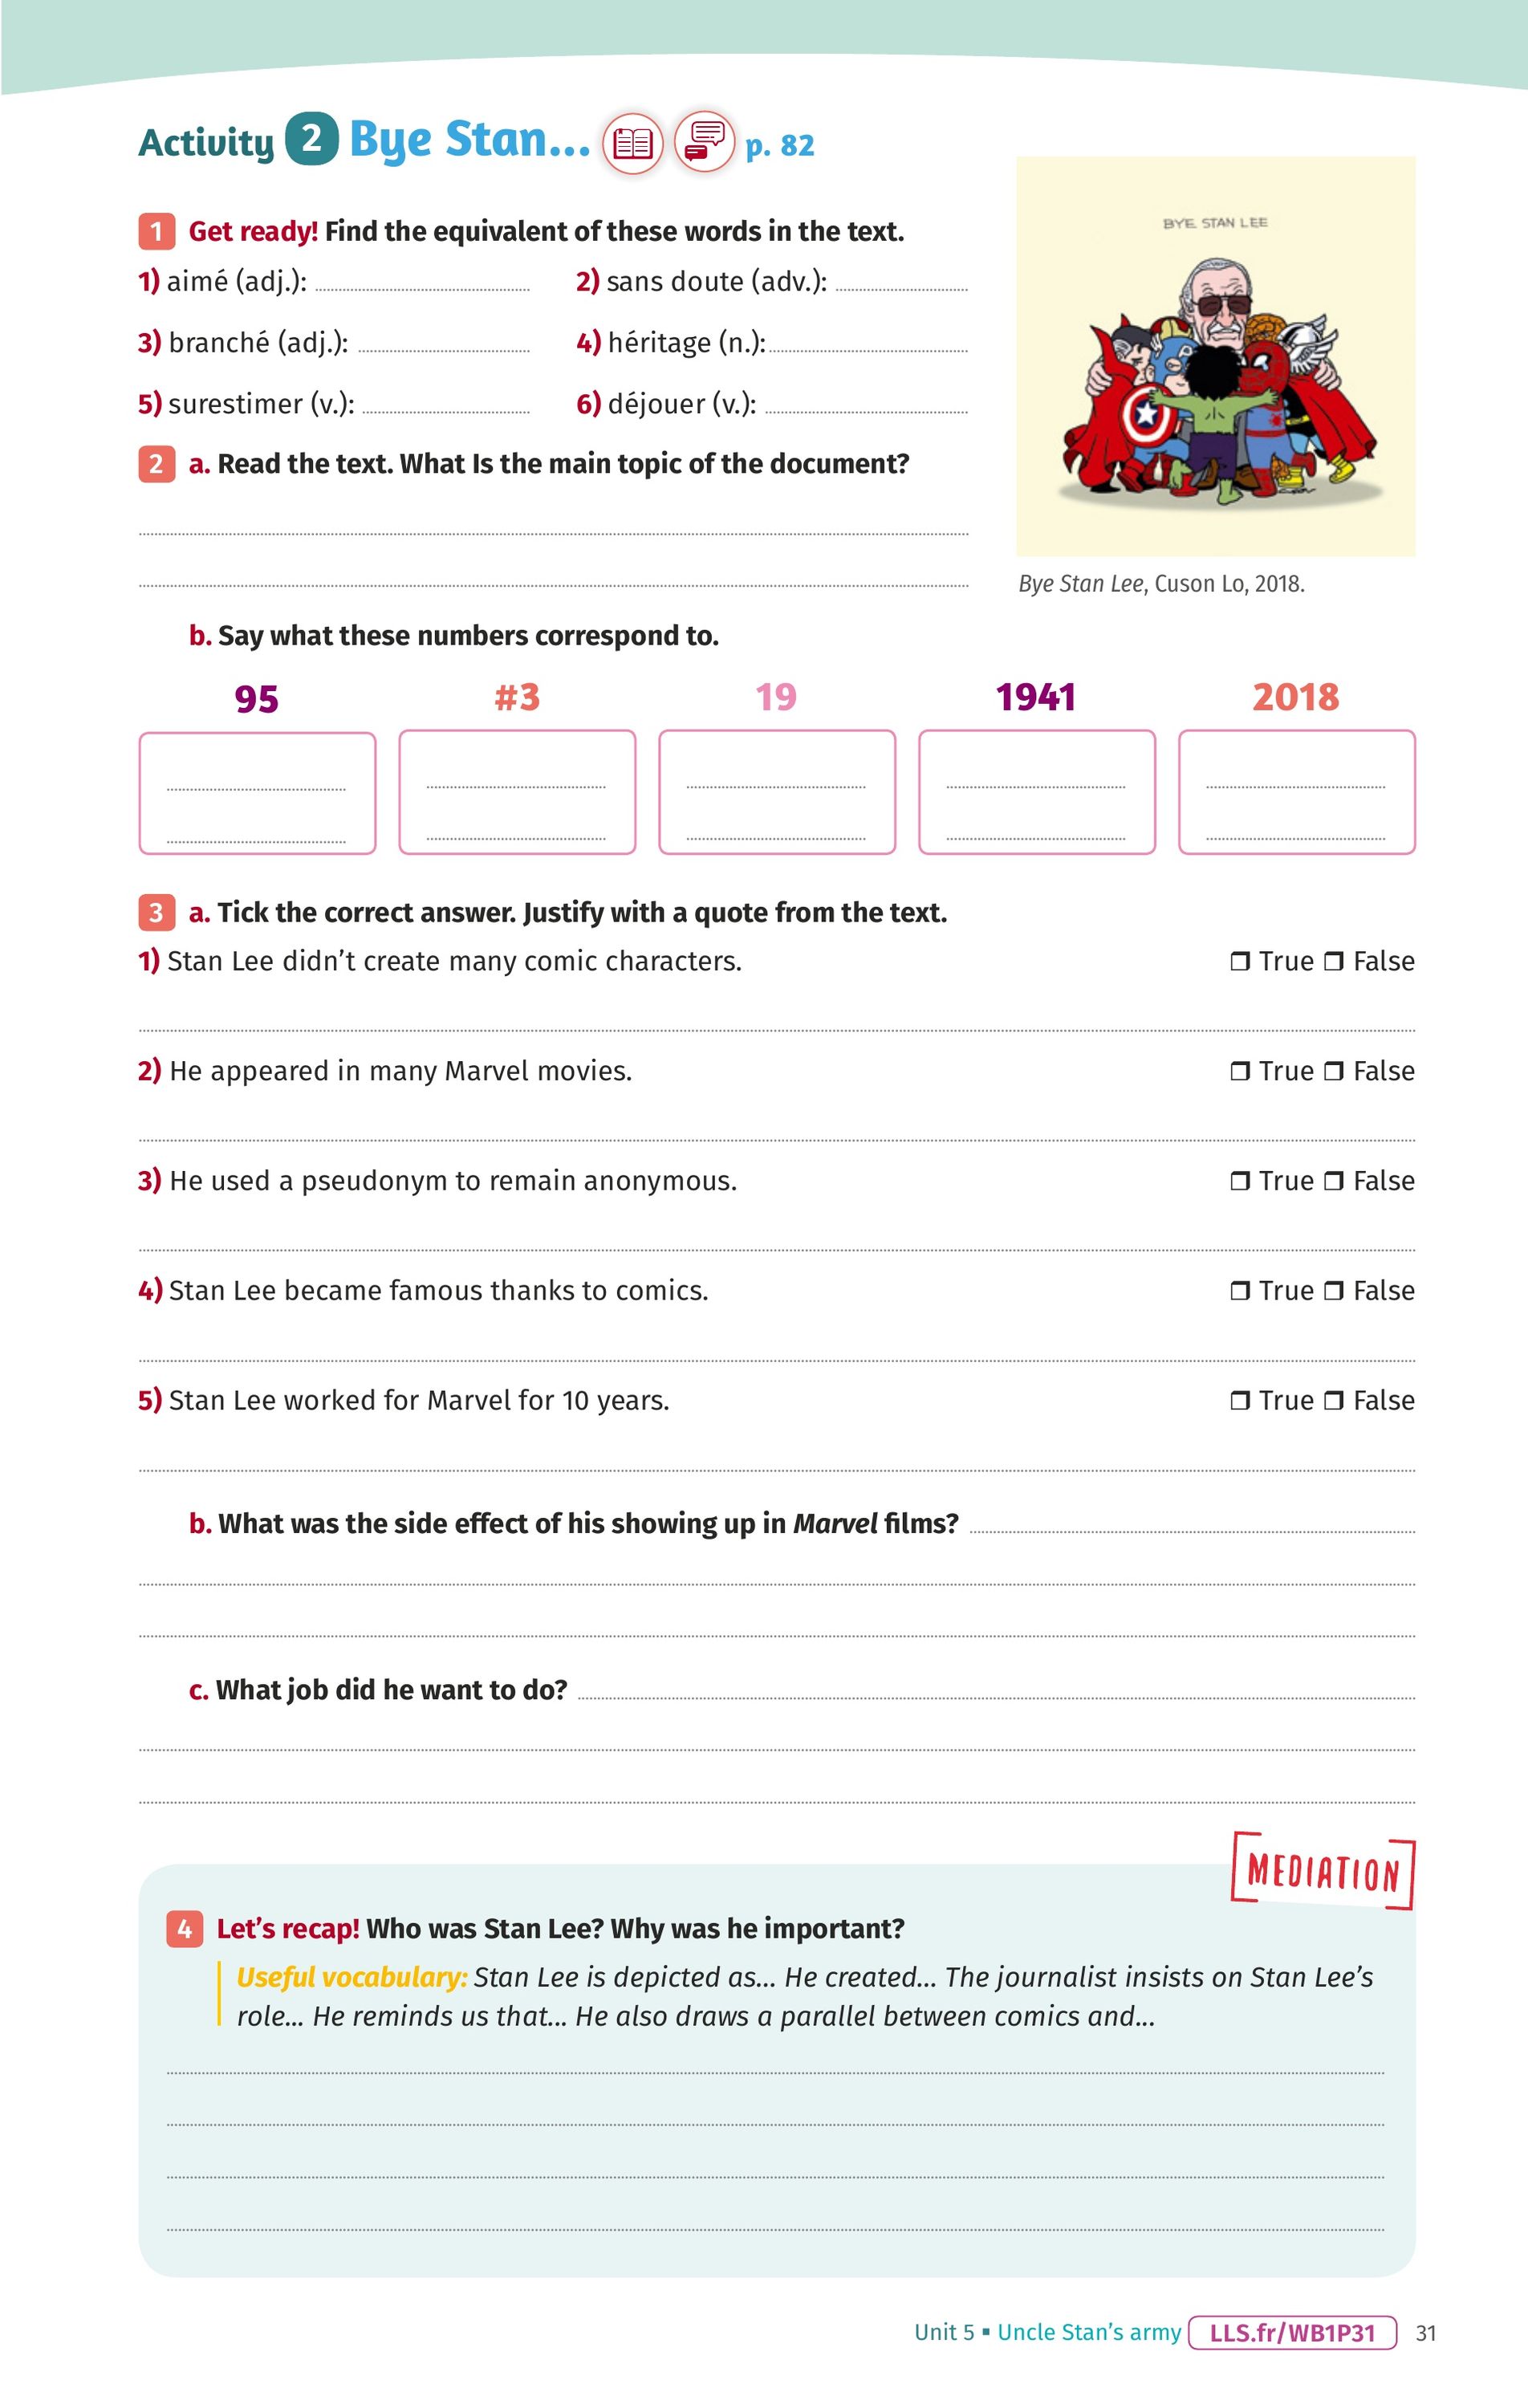 Activity 2 Bye Stan... p. 82
BYE STAN LEE
1 Get ready! Find the equivalent of these words in the text.
1) aimé (adj.):
2) sans doute (adv.):
3) branché (adj.):
4) héritage (n.):
5) surestimer (v.):
6) déjouer (v.):
2 a. Read the text. What Is the main topic of the document?
Bye Stan Lee, Cuson Lo, 2018.
b. Say what these numbers correspond to.
95 #3 19 1941 2018
3 a. Tick the correct answer. Justify with a quote from the text.
1) Stan Lee didn’t create many comic characters. ❒ True ❒ False
2) He appeared in many Marvel movies. ❒ True ❒ False
3) He used a pseudonym to remain anonymous. ❒ True ❒ False
4) Stan Lee became famous thanks to comics. ❒ True ❒ False
5) Stan Lee worked for Marvel for 10 years. ❒ True ❒ False
b. What was the side effect of his showing up in Marvel films?
c. What job did he want to do?
MEDIATION
4 Let’s recap! Who was Stan Lee? Why was he important?
Useful vocabulary: Stan Lee is depicted as... He created... The journalist insists on Stan Lee’s
role... He reminds us that... He also draws a parallel between comics and...
Unit 5 ▪ Uncle Stan’s army LLS.fr/WB1P31 31